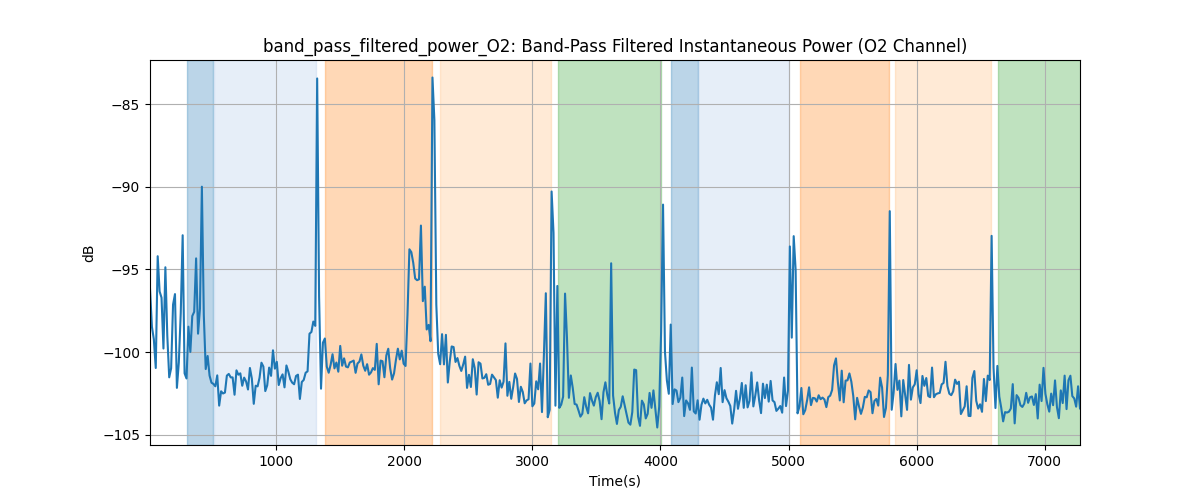 band_pass_filtered_power_O2: Band-Pass Filtered Instantaneous Power (O2 Channel)
−85
−90
−95
−100
−105
dB
1000 2000 3000 4000 5000 6000 7000
Time(s)